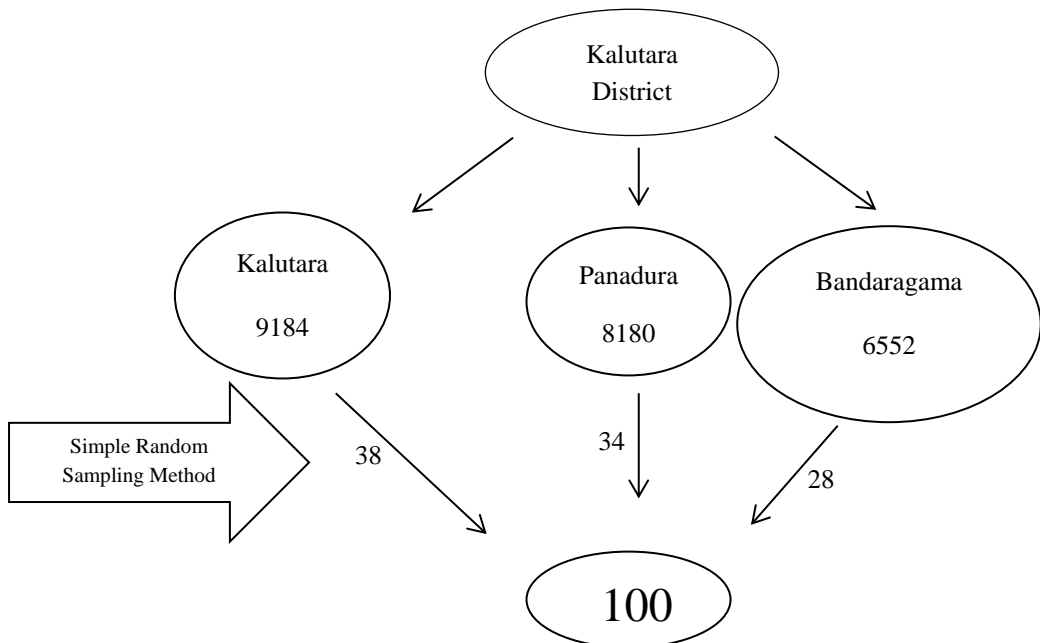 Kalutara
District
Kalutara
9184
Panadura
8180
Bandaragama
6552
Simple Random
Sampling Method
38
34
28
100